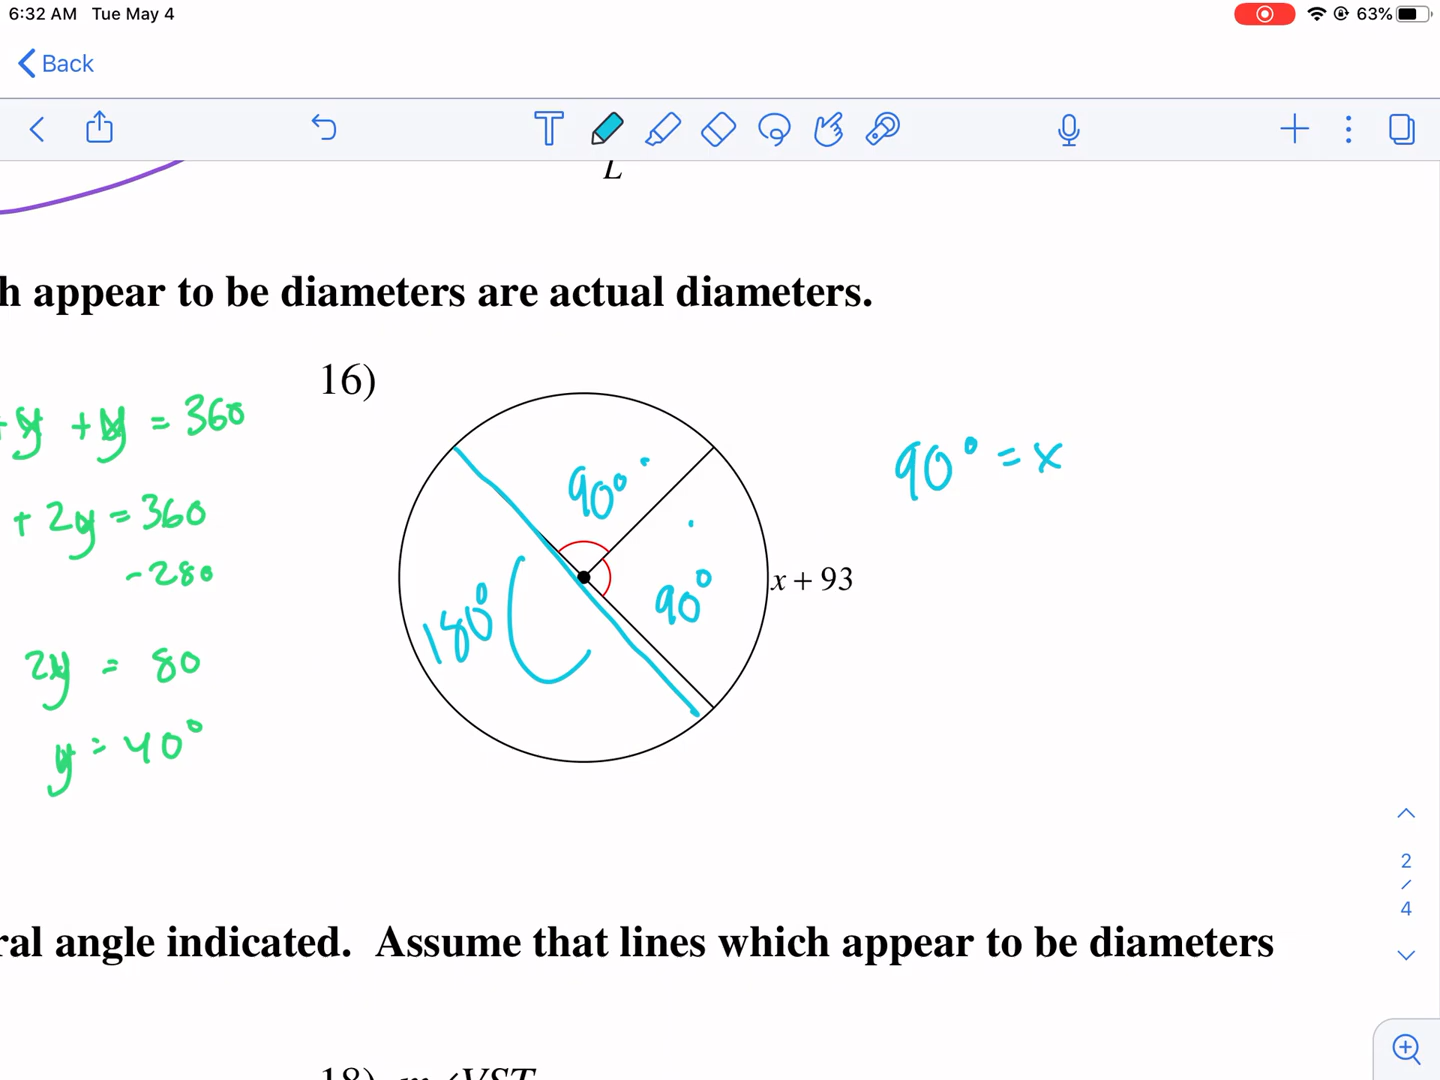 6:32 AM Tue May 4
63%
Back
T
L
h appear to be diameters are actual diameters.
16)
+y +y = 360
+ 2y = 360
-280
2y = 80
y = 40°
90°
90°
180°
x + 93
90° = x
2
/
4
ral angle indicated. Assume that lines which appear to be diameters
18) m∠VST